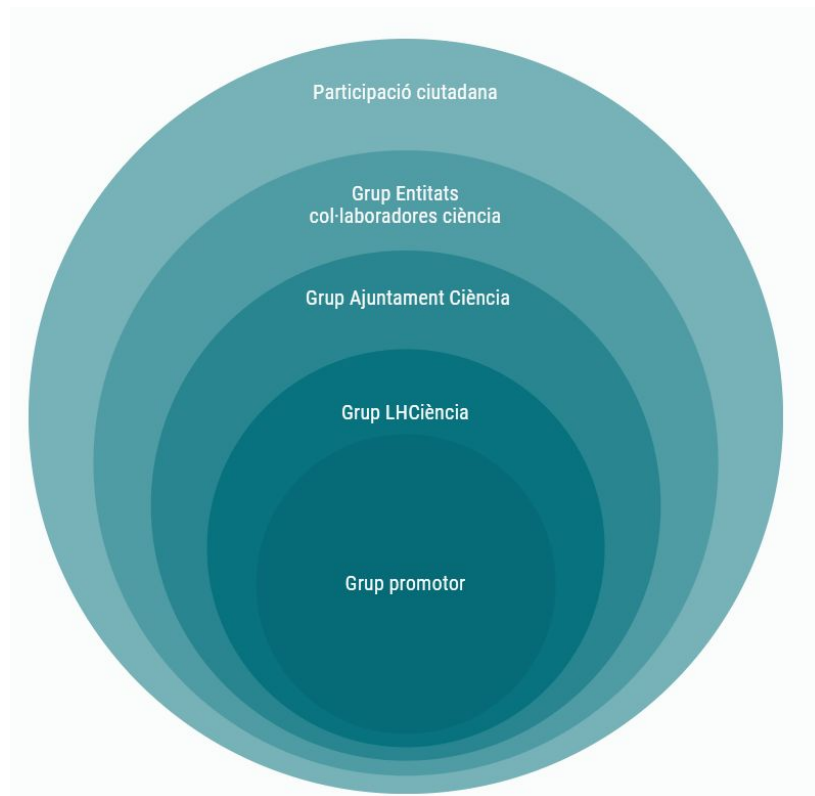 Participació ciutadana
Grup Entitats
col·laboradores ciència
Grup Ajuntament Ciència
Grup LHCiència
Grup promotor